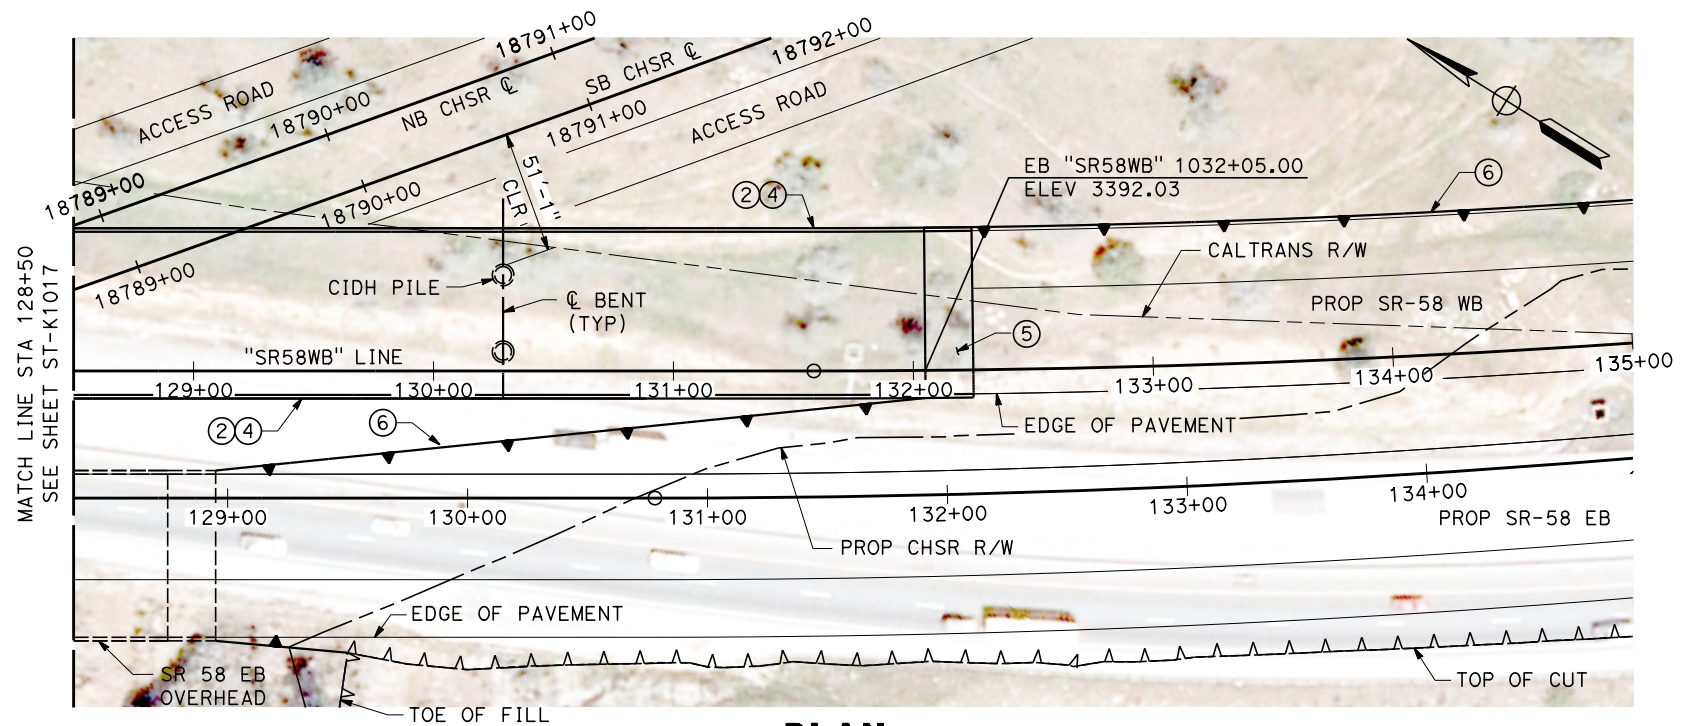 18791+00
18792+00
SB CHSR ℄
ACCESS ROAD
18790+00
NB CHSR ℄
18791+00
ACCESS ROAD
18789+00
18790+00
51'-1"
CLR
EB "SR58WB" 1032+05.00
ELEV 3392.03
6
2 4
CALTRANS R/W
18789+00
CIDH PILE
℄ BENT
(TYP)
PROP SR-58 WB
5
"SR58WB" LINE
129+00
130+00
131+00
132+00
133+00
134+00
135+00
2 4
6
EDGE OF PAVEMENT
MATCH LINE STA 128+50
SEE SHEET ST-K1017
129+00
130+00
131+00
132+00
133+00
134+00
PROP SR-58 EB
PROP CHSR R/W
EDGE OF PAVEMENT
SR 58 EB
OVERHEAD
TOP OF CUT
TOE OF FILL
PLAN